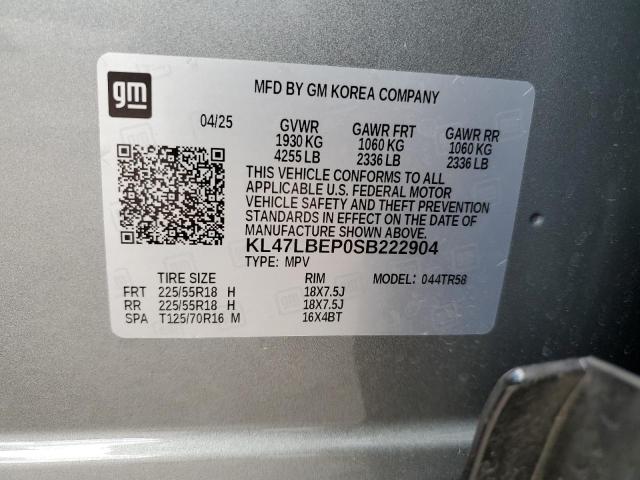 gm
MFD BY GM KOREA COMPANY
04/25 GVWR GAWR FRT GAWR RR
1930 KG 1060 KG 1060 KG
4255 LB 2336 LB 2336 LB
THIS VEHICLE CONFORMS TO ALL
APPLICABLE U.S. FEDERAL MOTOR
VEHICLE SAFETY AND THEFT PREVENTION
STANDARDS IN EFFECT ON THE DATE OF
MANUFACTURE SHOWN ABOVE.
KL47LBEP0SB222904
TYPE: MPV MODEL: 044TR58
TIRE SIZE RIM
FRT 225/55R18 H 18X7.5J
RR 225/55R18 H 18X7.5J
SPA T125/70R16 M 16X4BT